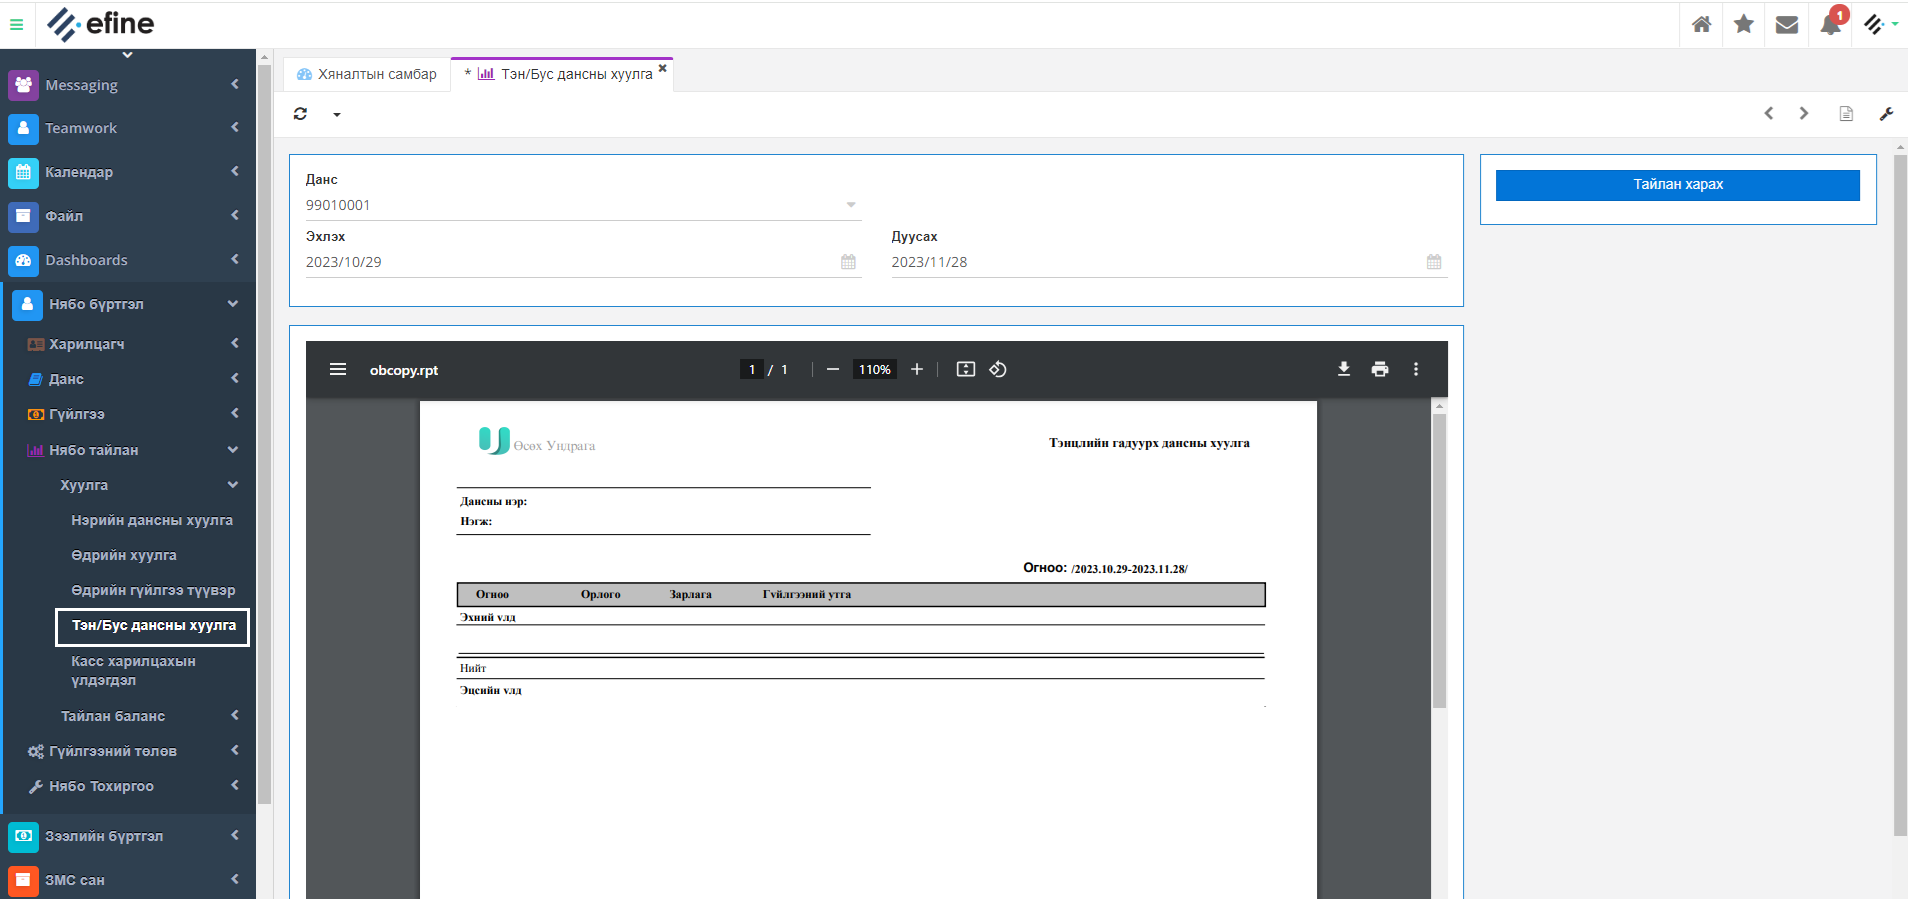 efine
1
Messaging
Teamwork
Календар
Файл
Dashboards
Нябо бүртгэл
Харилцагч
Данс
Гүйлгээ
Нябо тайлан
Хуулга
Нэрийн дансны хуулга
Өдрийн хуулга
Өдрийн гүйлгээ түүвэр
Тэн/Бус дансны хуулга
Касс харилцахын
үлдэгдэл
Тайлан баланс
Гүйлгээний төлөв
Нябо Тохиргоо
Зээлийн бүртгэл
ЗМС сан
Хяналтын самбар
* Тэн/Бус дансны хуулга
Данс
99010001
Эхлэх
Дуусах
2023/10/29
2023/11/28
Тайлан харах
obcopy.rpt
1 / 1
110%
Өсөх Ундрага
Тэнцлийн гадуурх дансны хуулга
Дансны нэр:
Нэгж:
Огноо: /2023.10.29-2023.11.28/
Огноо Орлого Зарлага Гүйлгээний утга
Эхний үлд
Нийт
Эцсийн үлд